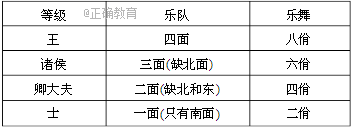 等级 乐队 乐舞
@正确教育
王 四面 八佾
诸侯 三面(缺北面) 六佾
卿大夫 二面(缺北和东) 四佾
士 一面(只有南面) 二佾